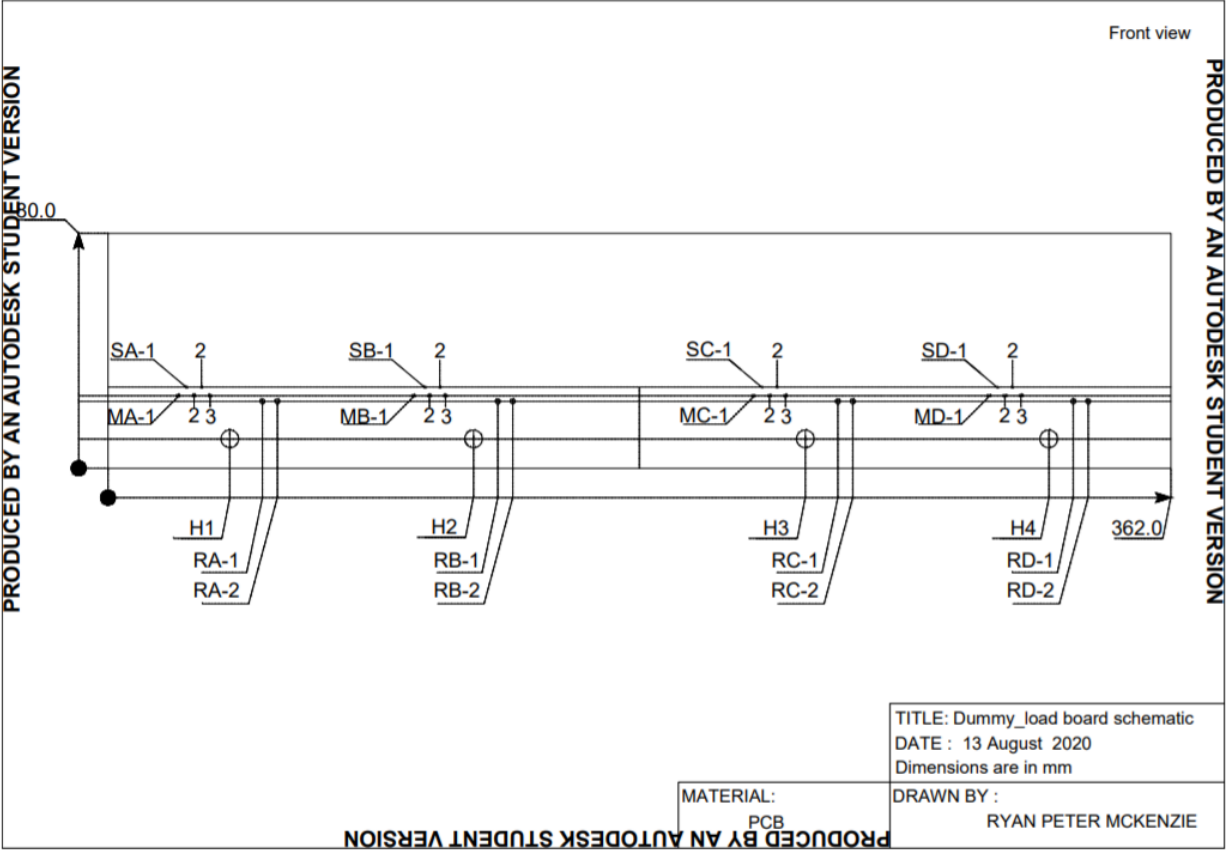 Front view
PRODUCED BY AN AUTODESK STUDENT VERSION
PRODUCED BY AN AUTODESK STUDENT VERSION
80.0
SA-1 2 SB-1 2 SC-1 2 SD-1 2
MA-1 2 3 MB-1 2 3 MC-1 2 3 MD-1 2 3
H1 H2 H3 H4 362.0
RA-1 RB-1 RC-1 RD-1
RA-2 RB-2 RC-2 RD-2
TITLE: Dummy_load board schematic
DATE : 13 August 2020
Dimensions are in mm
MATERIAL:
PCB
DRAWN BY :
RYAN PETER MCKENZIE
PRODUCED BY AN AUTODESK STUDENT VERSION